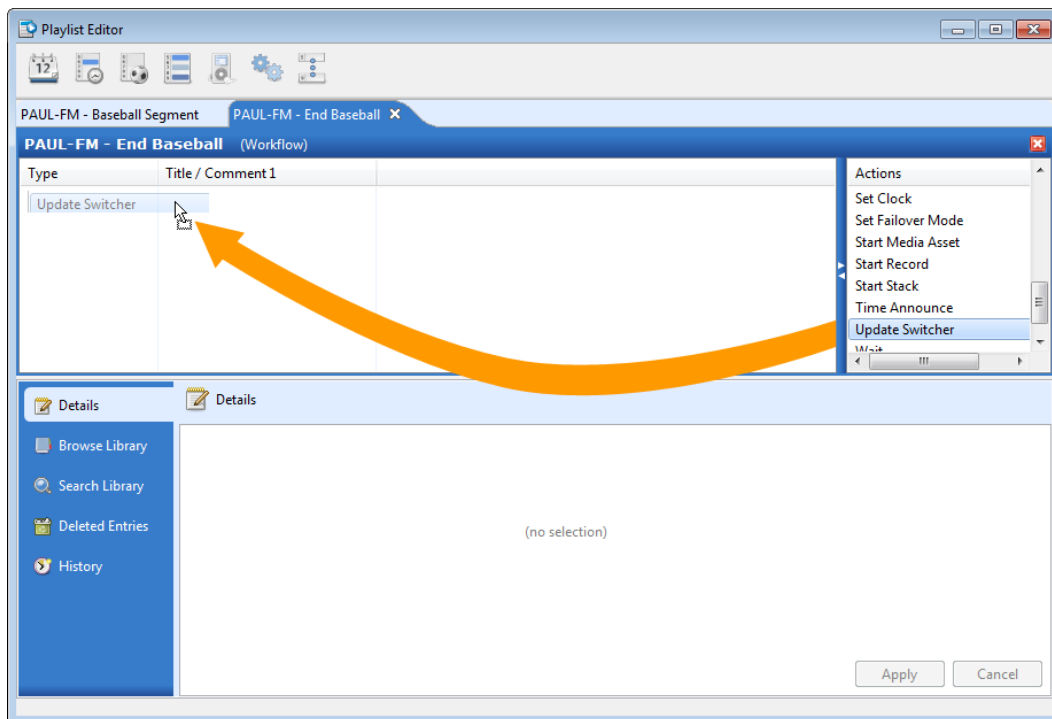 Playlist Editor
12
PAUL-FM - Baseball Segment
PAUL-FM - End Baseball
PAUL-FM - End Baseball (Workflow)
Type
Title / Comment 1
Update Switcher
Actions
Set Clock
Set Failover Mode
Start Media Asset
Start Record
Start Stack
Time Announce
Update Switcher
Wait
Details
Browse Library
Search Library
Deleted Entries
History
Details
(no selection)
Apply
Cancel